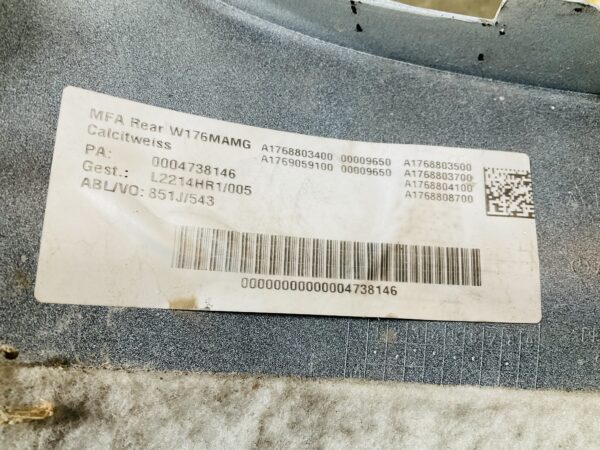 MFA Rear W176MAMG A1768803400 00009650 A1768803500
Calcitweiss A1769059100 00009650 A1768803700
PA: 0004738146 A1768804100
Gest.: L2214HR1/005 A1768808700
ABL/VO: 851J/543
00000000000004738146